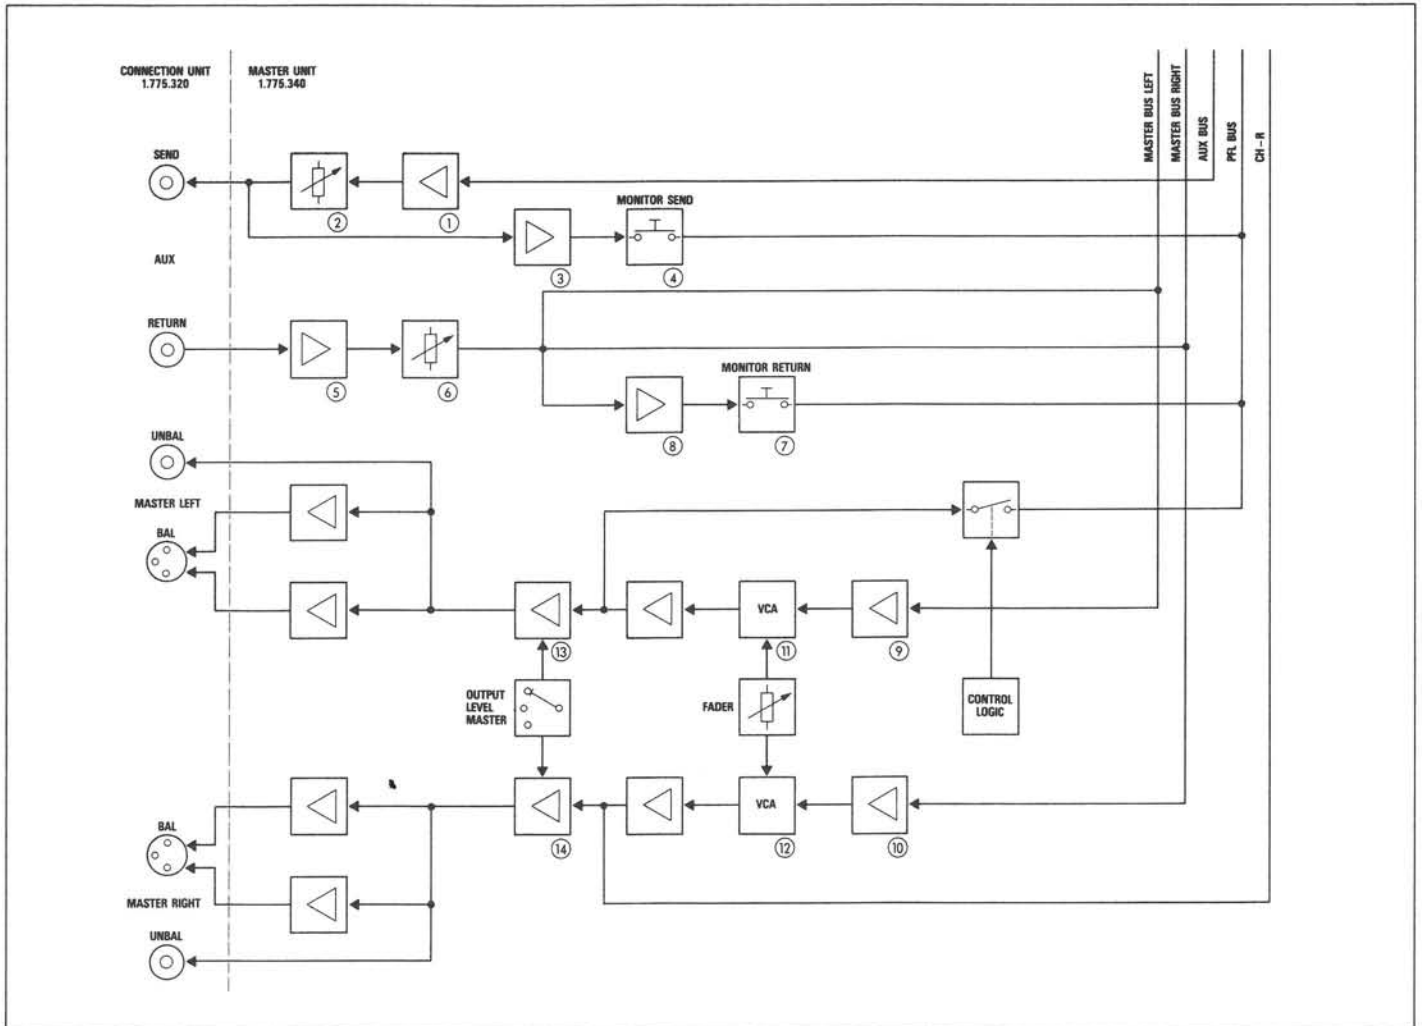 CONNECTION UNIT
1.775.320
MASTER UNIT
1.775.340
MASTER BUS LEFT
MASTER BUS RIGHT
AUX BUS
PFL BUS
CH-R
SEND
2
1
MONITOR SEND
3
4
AUX
RETURN
5
6
MONITOR RETURN
8
7
UNBAL
MASTER LEFT
BAL
VCA
13
11
9
OUTPUT
LEVEL
MASTER
FADER
CONTROL
LOGIC
BAL
VCA
14
12
10
MASTER RIGHT
UNBAL